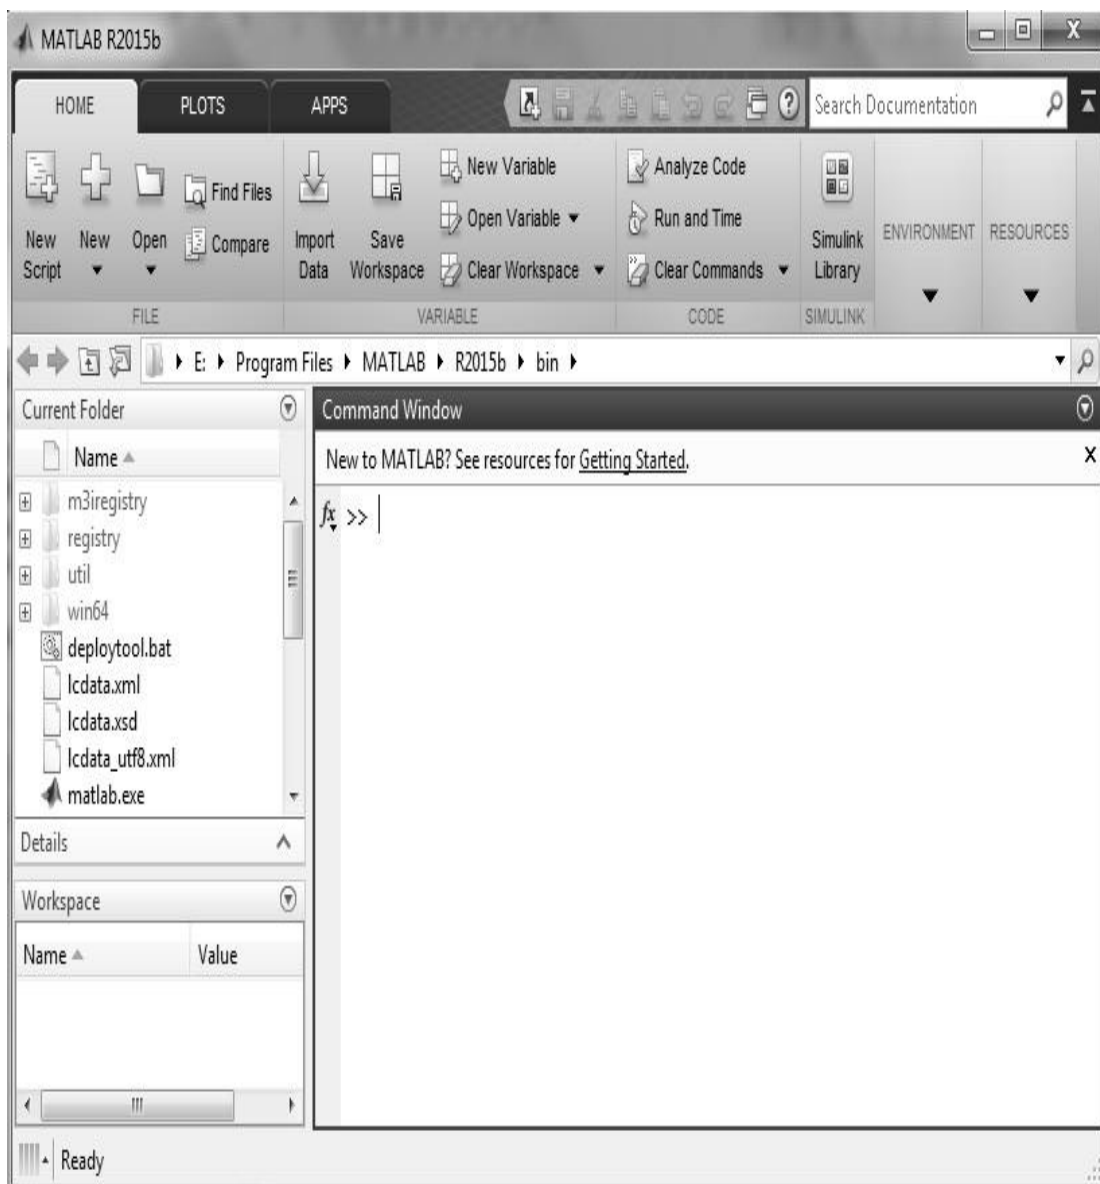 MATLAB R2015b
HOME PLOTS APPS Search Documentation
New Script
New
Open
Find Files
Compare
FILE
Import Data
Save Workspace
New Variable
Open Variable
Clear Workspace
VARIABLE
Analyze Code
Run and Time
Clear Commands
CODE
Simulink Library
SIMULINK
ENVIRONMENT
RESOURCES
E: Program Files MATLAB R2015b bin
Current Folder
Name
m3iregistry
registry
util
win64
deploytool.bat
lcdata.xml
lcdata.xsd
lcdata_utf8.xml
matlab.exe
Details
Workspace
Name Value
Command Window
New to MATLAB? See resources for Getting Started.
fx >>
Ready